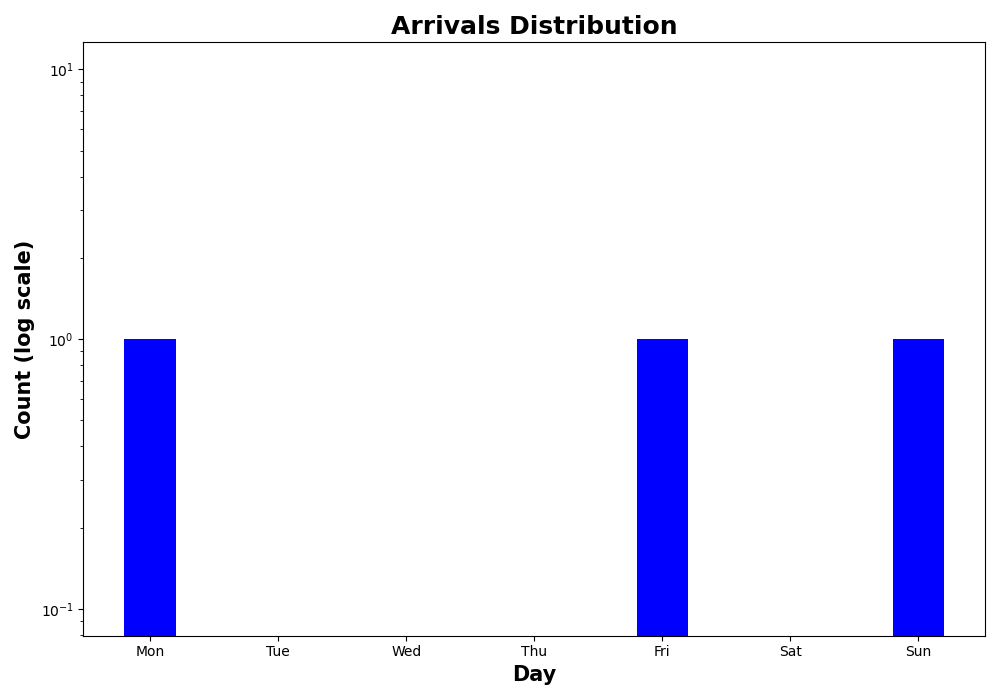 Arrivals Distribution
10¹
10⁰
10⁻¹
Count (log scale)
Mon Tue Wed Thu Fri Sat Sun
Day